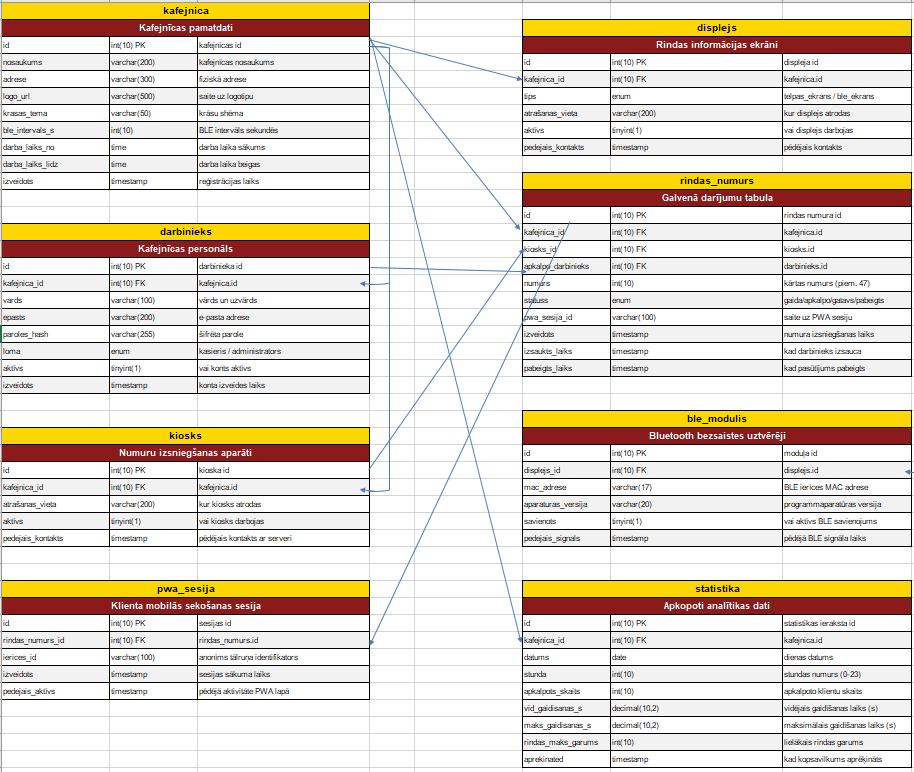 kafejnica
Kafejnīcas pamatdati
id int(10) PK kafejnīcas id
nosaukums varchar(200) kafejnīcas nosaukums
adrese varchar(300) fiziskā adrese
logo_url varchar(500) saite uz logotipu
krasas_tema varchar(50) krāsu shēma
ble_intervals_s int(10) BLE intervāls sekundēs
darba_laiks_no time darba laika sākums
darba_laiks_lidz time darba laika beigas
izveidots timestamp reģistrācijas laiks
darbinieks
Kafejnīcas personāls
id int(10) PK darbinieka id
kafejnica_id int(10) FK kafejnica.id
vards varchar(100) vārds un uzvārds
epasts varchar(200) e-pasta adrese
paroles_hash varchar(255) šifrēta parole
loma enum kasieris / administrators
aktivs tinyint(1) vai konts aktīvs
izveidots timestamp konta izveides laiks
kiosks
Numuru izsniegšanas aparāti
id int(10) PK kioska id
kafejnica_id int(10) FK kafejnica.id
atrašanas_vieta varchar(200) kur kiosks atrodas
aktivs tinyint(1) vai kiosks darbojas
pedejais_kontakts timestamp pēdējais kontakts ar serveri
pwa_sesija
Klienta mobilās sekošanas sesija
id int(10) PK sesijas id
rindas_numurs_id int(10) FK rindas_numurs.id
ierices_id varchar(100) anonīms tālruņa identifikators
izveidots timestamp sesijas sākuma laiks
pedejais_aktivs timestamp pēdējā aktivitāte PWA lapā
displejs
Rindas informācijas ekrāni
id int(10) PK displeja id
kafejnica_id int(10) FK kafejnica.id
tips enum telpas_ekrans / ble_ekrans
atrašanas_vieta varchar(200) kur displejs atrodas
aktivs tinyint(1) vai displejs darbojas
pedejais_kontakts timestamp pēdējais kontakts
rindas_numurs
Galvenā darījumu tabula
id int(10) PK rindas numura id
kafejnica_id int(10) FK kafejnica.id
kiosks_id int(10) FK kiosks.id
apkalpo_darbinieks int(10) FK darbinieks.id
numurs int(10) kārtas numurs (piem. 47)
statuss enum gaida/apkalpo/gatavs/pabeigts
pwa_sesija_id varchar(100) saite uz PWA sesiju
izveidots timestamp numura izsniegšanas laiks
izsaukts_laiks timestamp kad darbinieks izsauca
pabeigts_laiks timestamp kad pasūtījums pabeigts
ble_modulis
Bluetooth bezsaistes uztvērēji
id int(10) PK moduļa id
displejs_id int(10) FK displejs.id
mac_adrese varchar(17) BLE ierīces MAC adrese
aparaturas_versija varchar(20) programmaparatūras versija
savienots tinyint(1) vai aktīvs BLE savienojums
pedejais_signals timestamp pēdējā BLE signāla laiks
statistika
Apkopoti analītikas dati
id int(10) PK statistikas ieraksta id
kafejnica_id int(10) FK kafejnica.id
datums date dienas datums
stunda int(10) stundas numurs (0-23)
apkalpots_skaits int(10) apkalpoto klientu skaits
vid_gaidisanas_s decimal(10,2) vidējais gaidīšanas laiks (s)
maks_gaidisanas_s decimal(10,2) maksimālais gaidīšanas laiks (s)
rindas_maks_garums int(10) lielākais rindas garums
aprekinated timestamp kad kopsavilkums aprēķināts